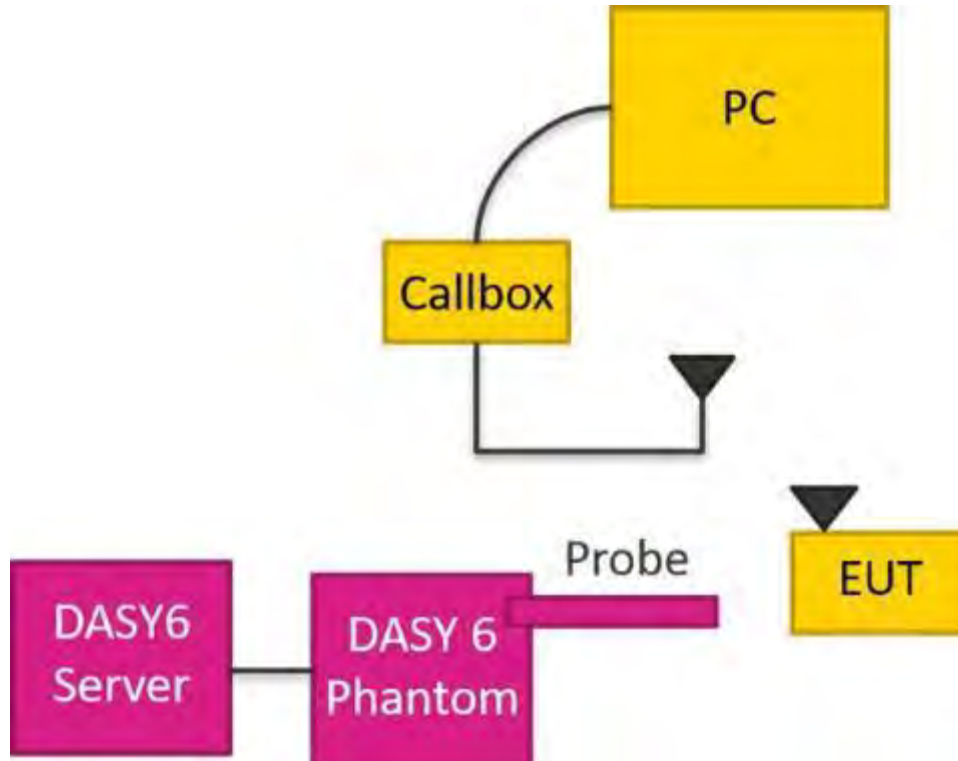 PC
Callbox
Probe
EUT
DASY6
Server
DASY 6
Phantom